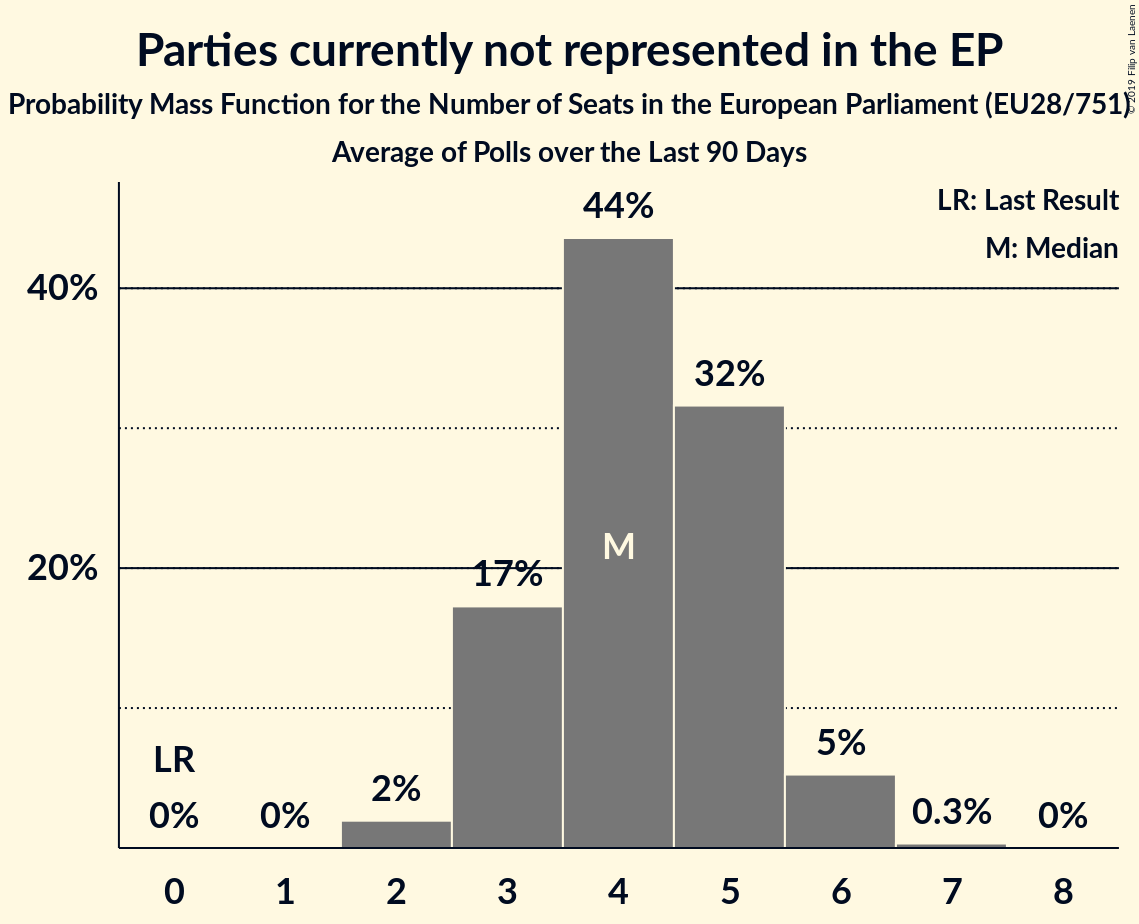 Parties currently not represented in the EP
Probability Mass Function for the Number of Seats in the European Parliament (EU28/751)
Average of Polls over the Last 90 Days
© 2019 Filip van Laenen
LR: Last Result
M: Median
44%
40%
32%
M
20%
17%
LR
0%
0%
2%
5%
0.3%
0%
0 1 2 3 4 5 6 7 8